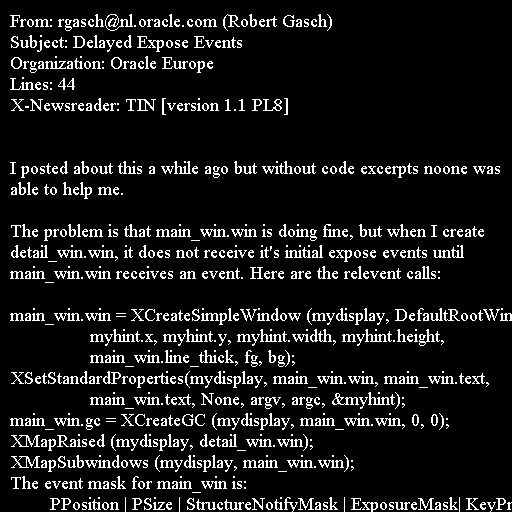 From: rgasch@nl.oracle.com (Robert Gasch)
Subject: Delayed Expose Events
Organization: Oracle Europe
Lines: 44
X-Newsreader: TIN [version 1.1 PL8]
I posted about this a while ago but without code excerpts noone was
able to help me.
The problem is that main_win.win is doing fine, but when I create
detail_win.win, it does not receive it's initial expose events until
main_win.win receives an event. Here are the relevent calls:
main_win.win = XCreateSimpleWindow (mydisplay, DefaultRootWin
myhint.x, myhint.y, myhint.width, myhint.height,
main_win.line_thick, fg, bg);
XSetStandardProperties(mydisplay, main_win.win, main_win.text,
main_win.text, None, argv, argc, &myhint);
main_win.gc = XCreateGC (mydisplay, main_win.win, 0, 0);
XMapRaised (mydisplay, detail_win.win);
XMapSubwindows (mydisplay, main_win.win);
The event mask for main_win is:
PPosition | PSize | StructureNotifyMask | ExposureMask| KeyPr